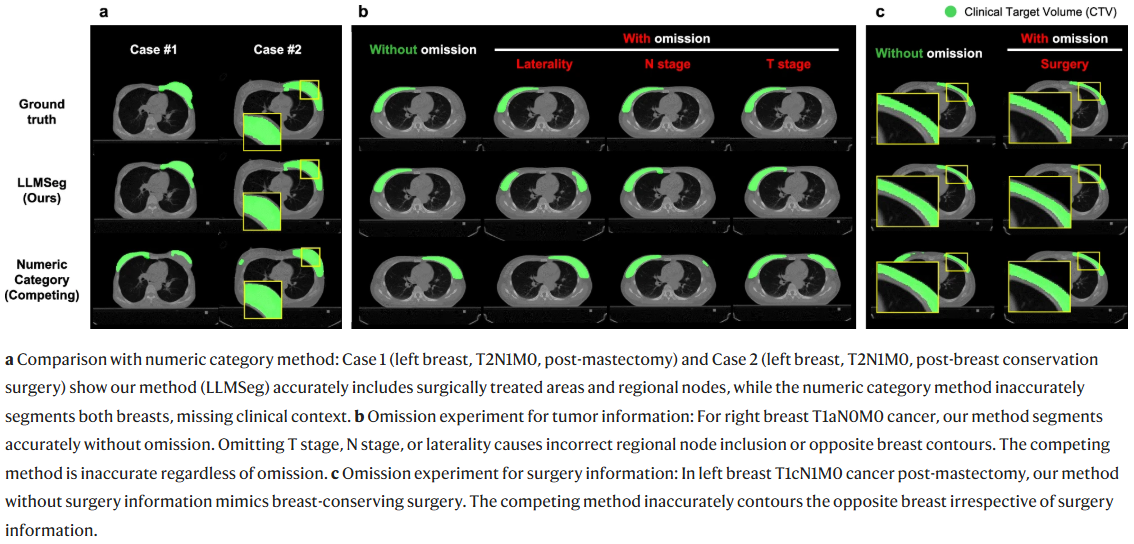 a
b
c
Clinical Target Volume (CTV)
Case #1
Case #2
Without omission
With omission
Laterality
N stage
T stage
Without omission
With omission
Surgery
Ground
truth
LLMSeg
(Ours)
Numeric
Category
(Competing)
a Comparison with numeric category method: Case 1 (left breast, T2N1M0, post-mastectomy) and Case 2 (left breast, T2N1M0, post-breast conservation
surgery) show our method (LLMSeg) accurately includes surgically treated areas and regional nodes, while the numeric category method inaccurately
segments both breasts, missing clinical context. b Omission experiment for tumor information: For right breast T1aN0M0 cancer, our method segments
accurately without omission. Omitting T stage, N stage, or laterality causes incorrect regional node inclusion or opposite breast contours. The competing
method is inaccurate regardless of omission. c Omission experiment for surgery information: In left breast T1cN1M0 cancer post-mastectomy, our method
without surgery information mimics breast-conserving surgery. The competing method inaccurately contours the opposite breast irrespective of surgery
information.